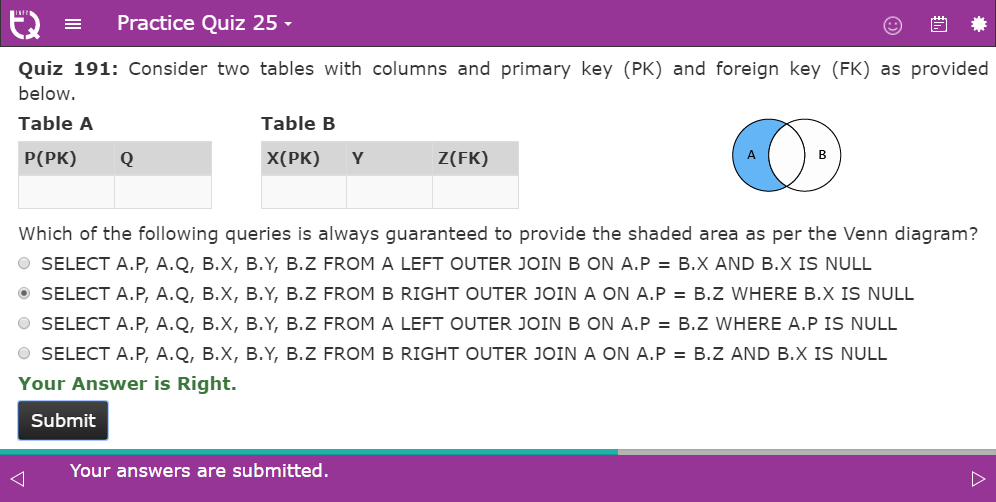 INFY TQ
Practice Quiz 25
Quiz 191: Consider two tables with columns and primary key (PK) and foreign key (FK) as provided
below.
Table A
P(PK) Q
Table B
X(PK) Y Z(FK)
A B
Which of the following queries is always guaranteed to provide the shaded area as per the Venn diagram?
SELECT A.P, A.Q, B.X, B.Y, B.Z FROM A LEFT OUTER JOIN B ON A.P = B.X AND B.X IS NULL
SELECT A.P, A.Q, B.X, B.Y, B.Z FROM B RIGHT OUTER JOIN A ON A.P = B.Z WHERE B.X IS NULL
SELECT A.P, A.Q, B.X, B.Y, B.Z FROM A LEFT OUTER JOIN B ON A.P = B.Z WHERE A.P IS NULL
SELECT A.P, A.Q, B.X, B.Y, B.Z FROM B RIGHT OUTER JOIN A ON A.P = B.Z AND B.X IS NULL
Your Answer is Right.
Submit
Your answers are submitted.